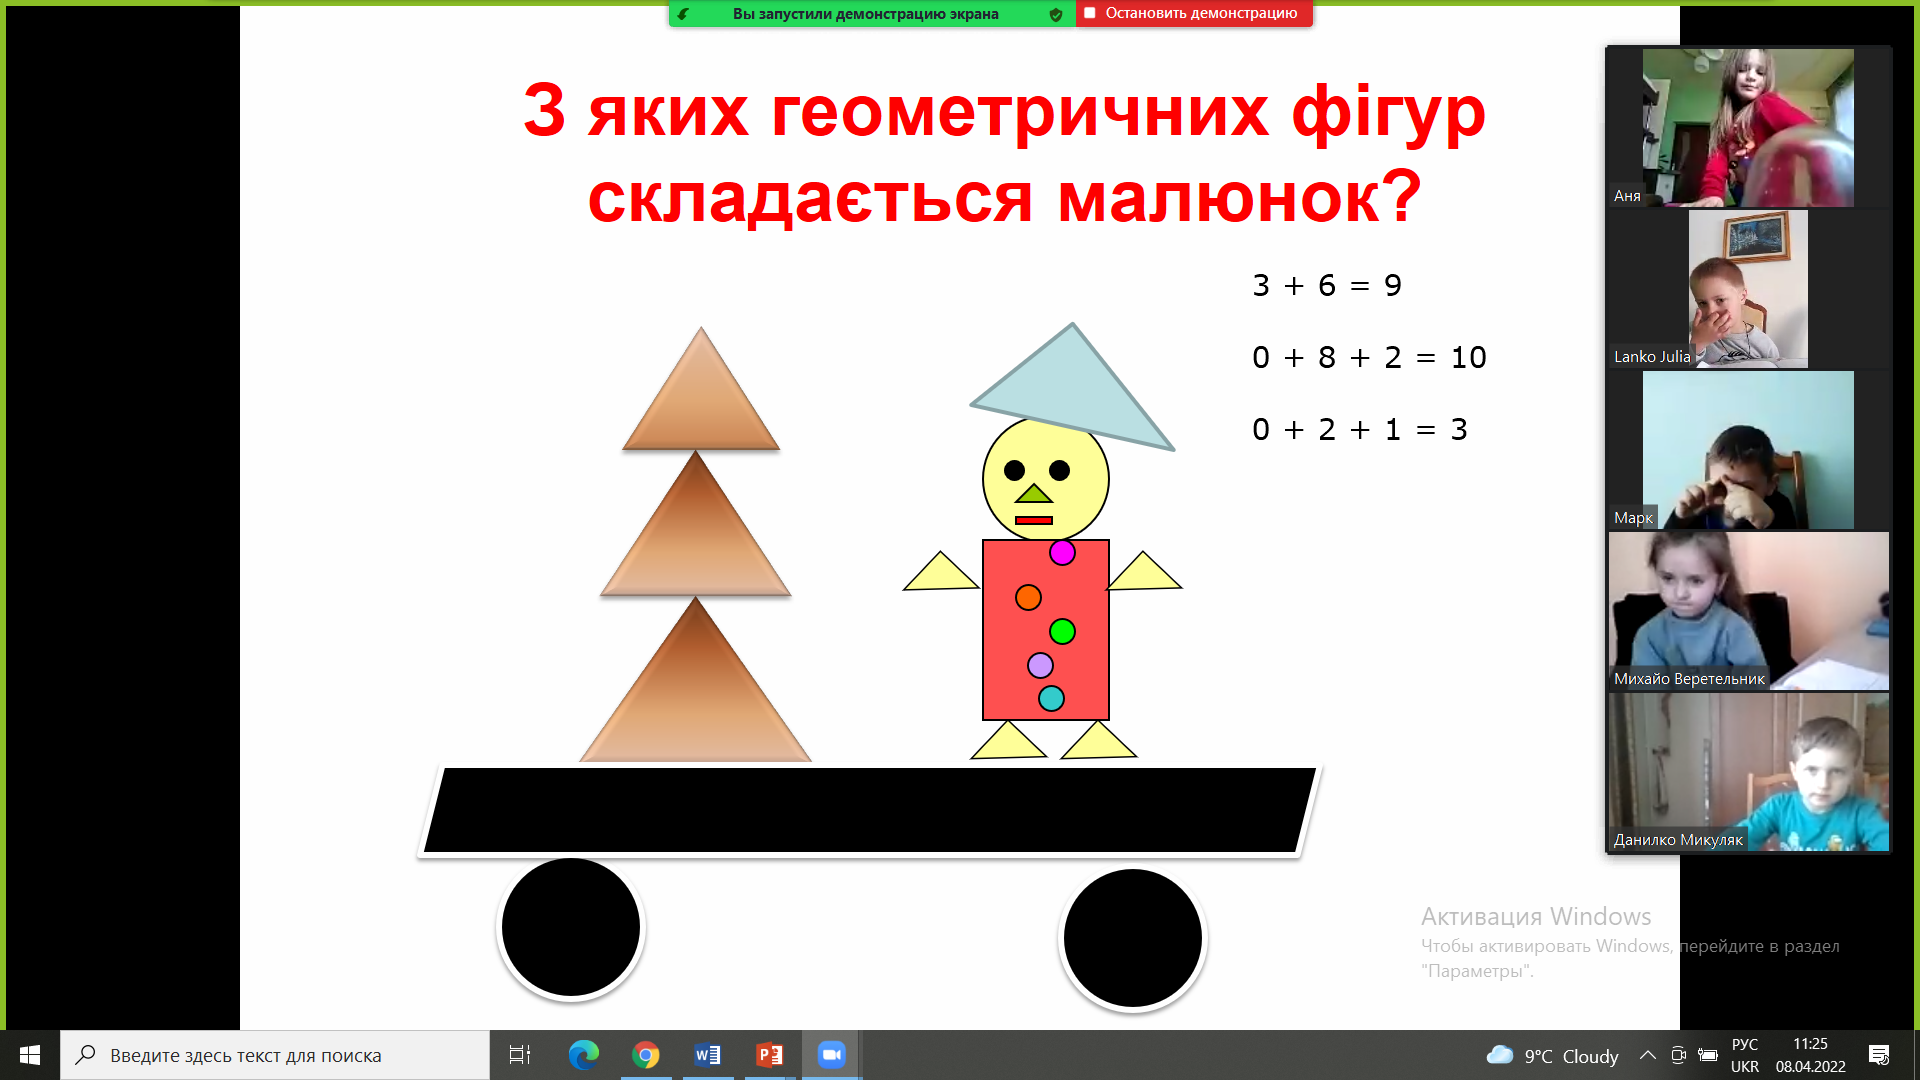 Вы запустили демонстрацию экрана
Остановить демонстрацию
З яких геометричних фігур
складається малюнок?
3 + 6 = 9
0 + 8 + 2 = 10
0 + 2 + 1 = 3
Аня
Lanko Julia
Марк
Михайо Веретельник
Данилко Микуляк
Активация Windows
Чтобы активировать Windows, перейдите в раздел
"Параметры".
Введите здесь текст для поиска
9°C Cloudy
РУС
UKR
11:25
08.04.2022